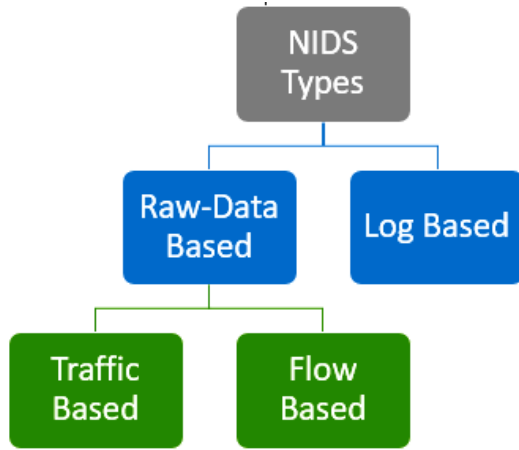 NIDS
Types
Raw-Data
Based
Log Based
Traffic
Based
Flow
Based